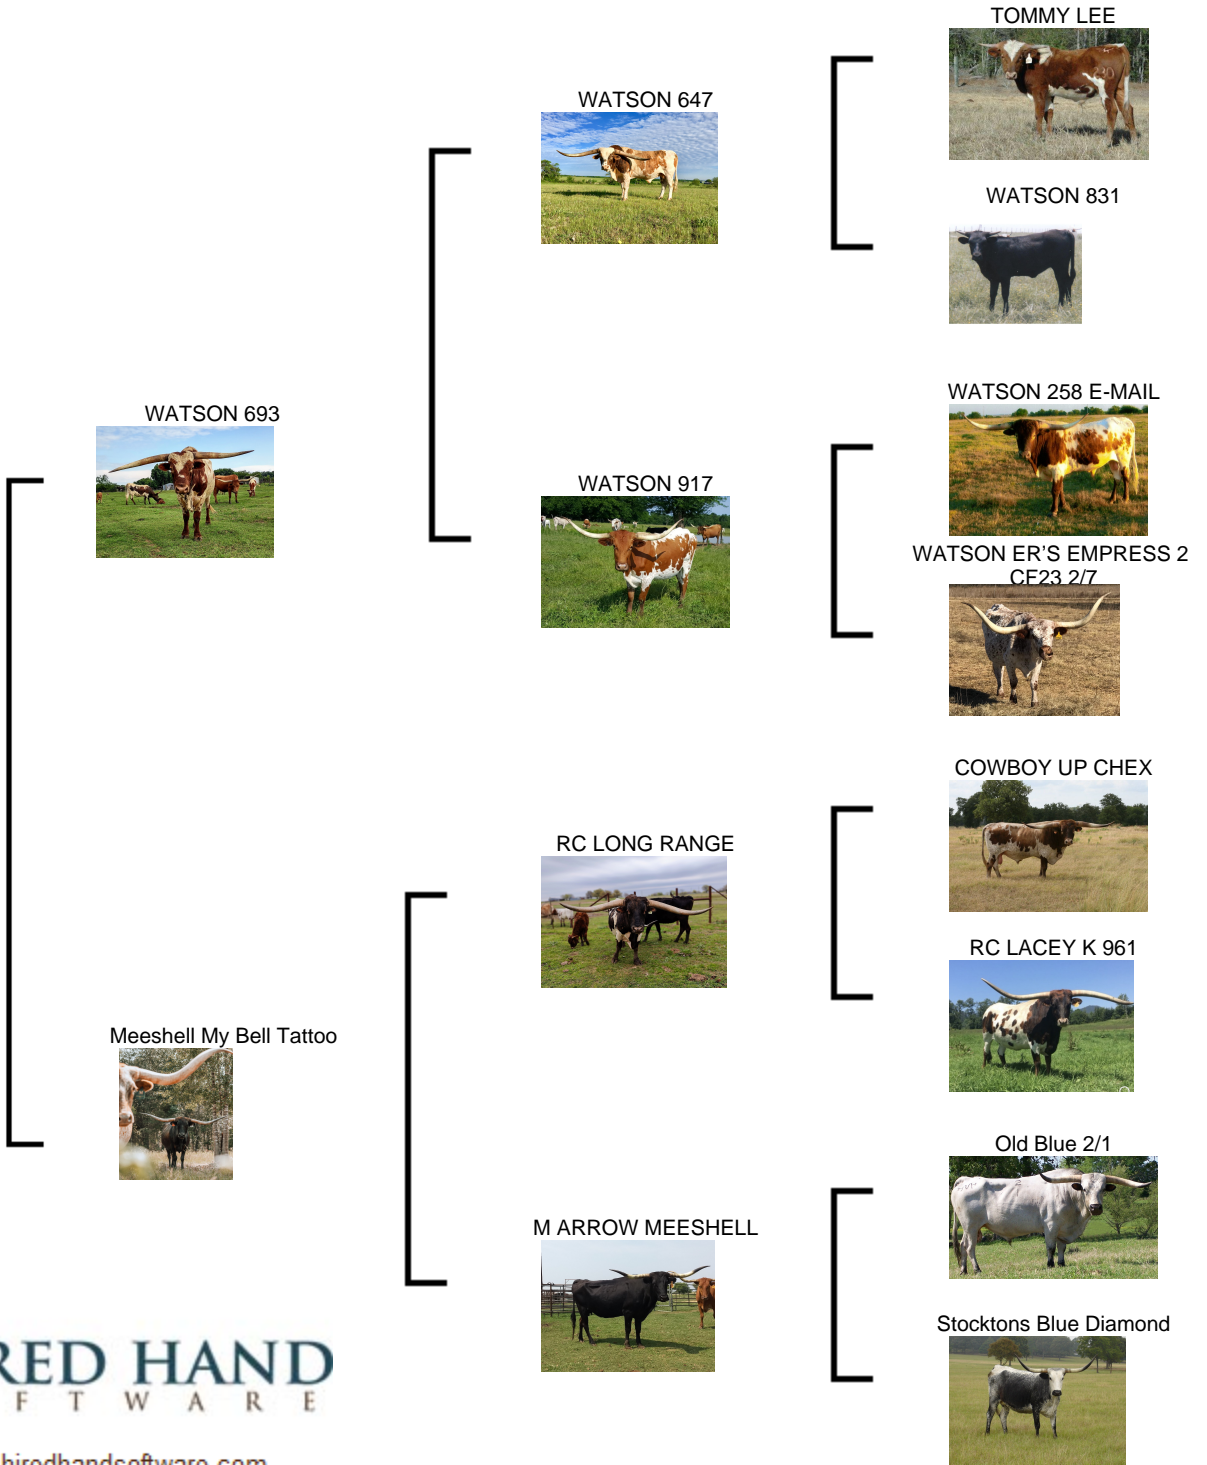 TOMMY LEE
WATSON 647
WATSON 831
WATSON 258 E-MAIL
WATSON 693
WATSON 917
WATSON ER'S EMPRESS 2
CF23 2/7
COWBOY UP CHEX
RC LONG RANGE
RC LACEY K 961
Meeshell My Bell Tattoo
Old Blue 2/1
M ARROW MEESHELL
Stocktons Blue Diamond
RED HAND
F T W A R E
hiredhandsoftware.com